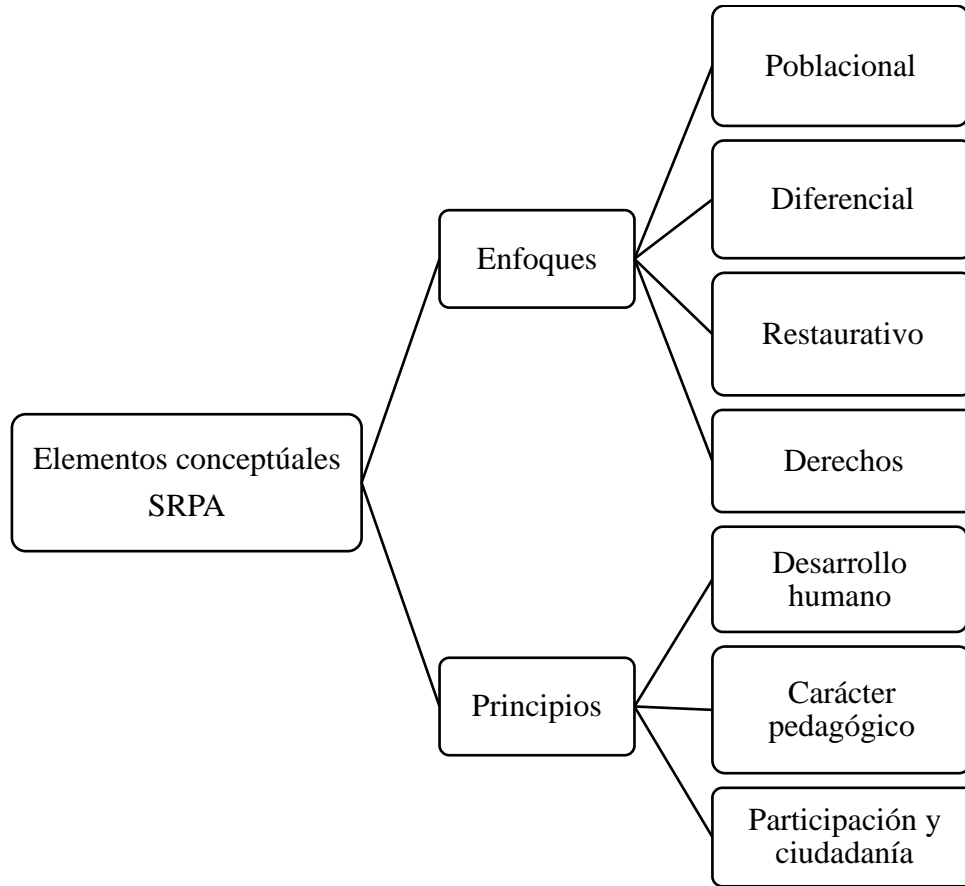 Elementos conceptúales
SRPA
Enfoques
Poblacional
Diferencial
Restaurativo
Derechos
Principios
Desarrollo
humano
Carácter
pedagógico
Participación y
ciudadanía